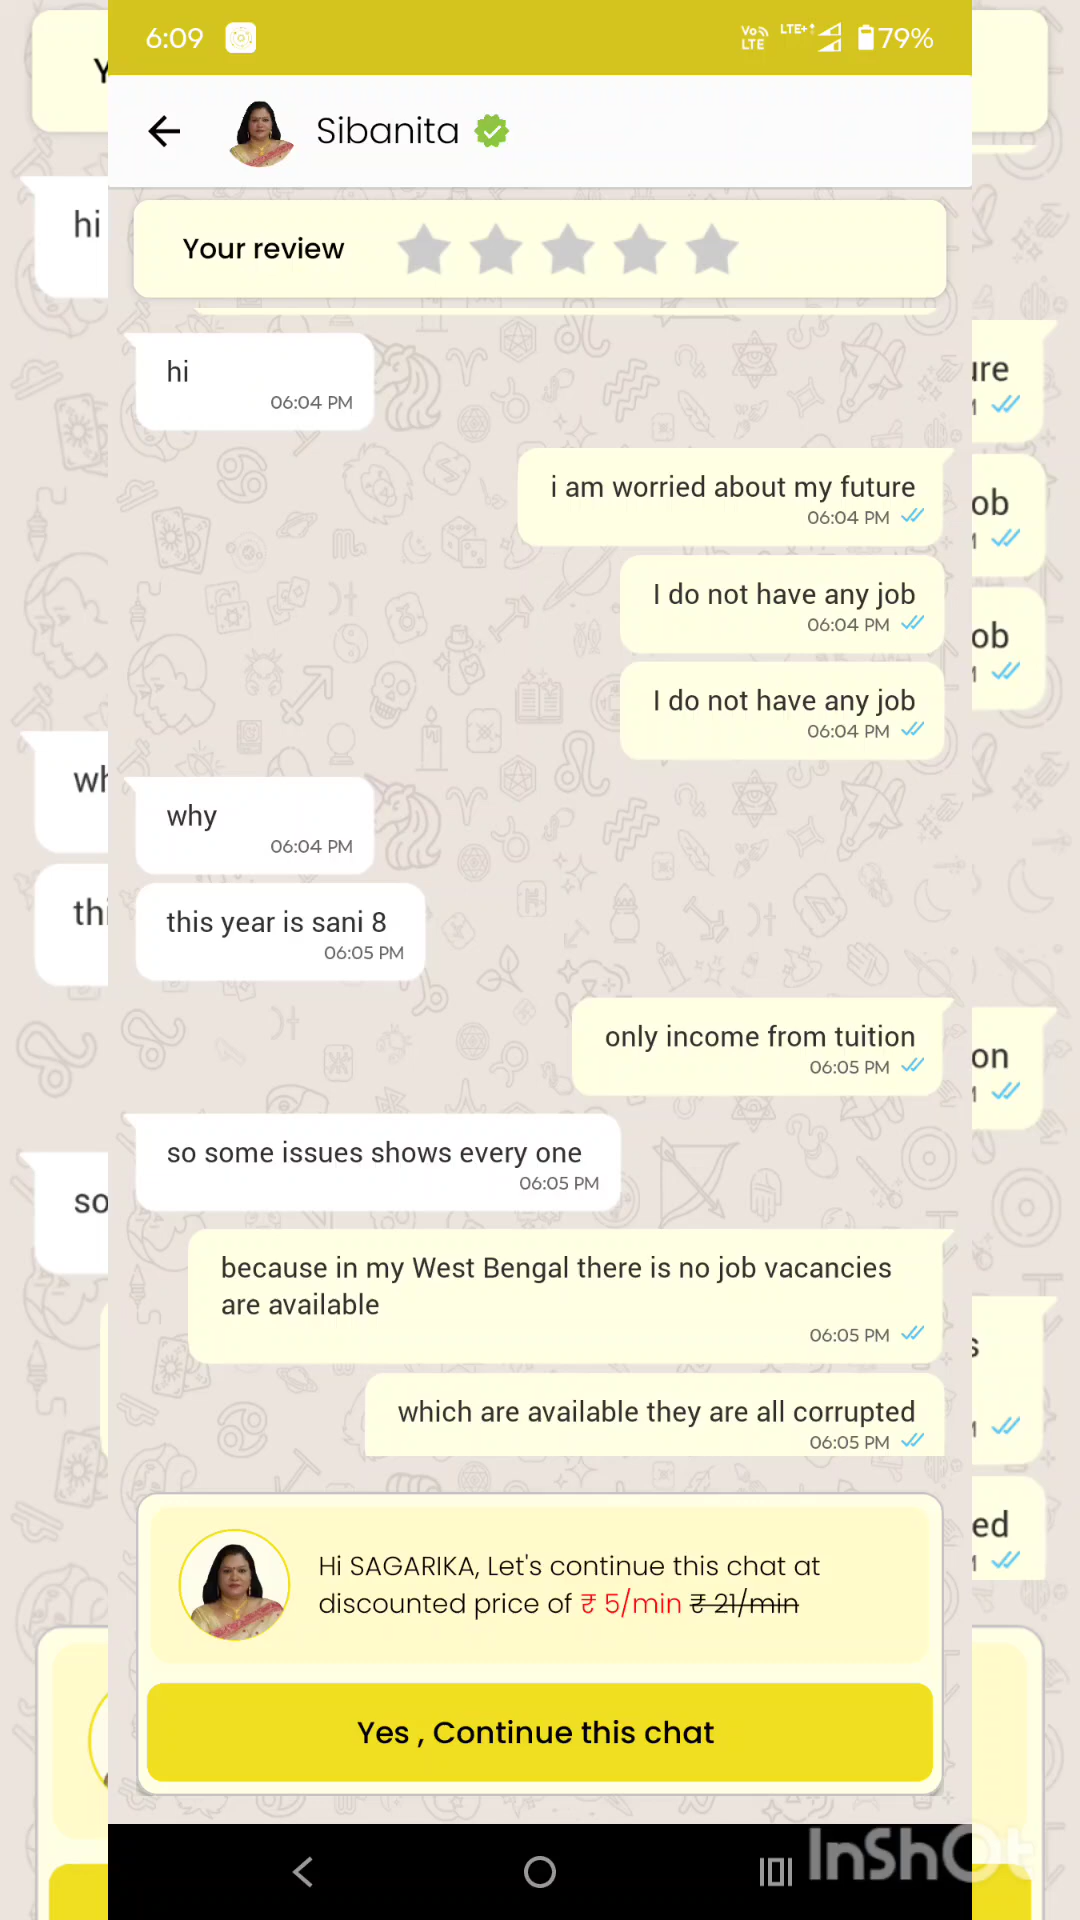 6:09
Vo LTE
LTE+
79%
Sibanita
Your review
hi
06:04 PM
i am worried about my future
06:04 PM
I do not have any job
06:04 PM
I do not have any job
06:04 PM
why
06:04 PM
this year is sani 8
06:05 PM
only income from tuition
06:05 PM
so some issues shows every one
06:05 PM
because in my West Bengal there is no job vacancies
are available
06:05 PM
which are available they are all corrupted
06:05 PM
Hi SAGARIKA, Let's continue this chat at
discounted price of ₹ 5/min ₹ 21/min
Yes , Continue this chat
InShOt